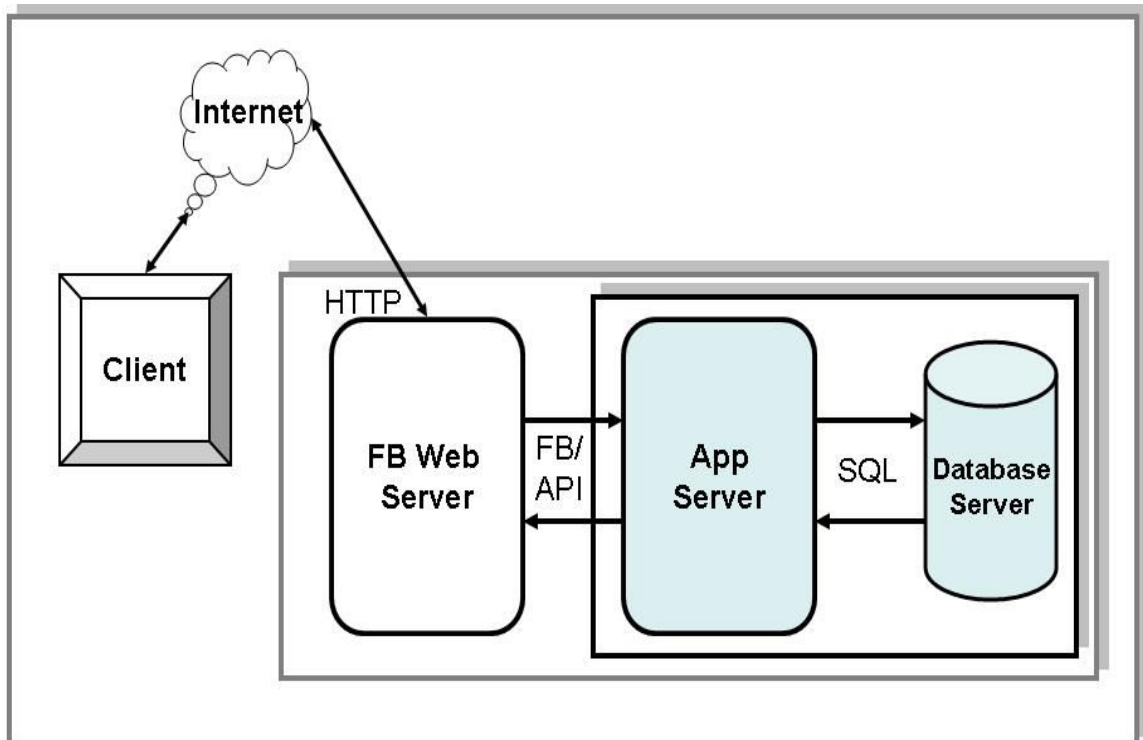 Internet
HTTP
Client
FB Web
Server
FB/
API
App
Server
SQL
Database
Server